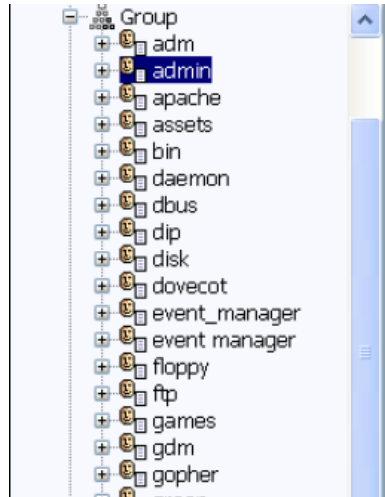 Group
adm
admin
apache
assets
bin
daemon
dbus
dip
disk
dovecot
event_manager
event manager
floppy
ftp
games
gdm
gopher